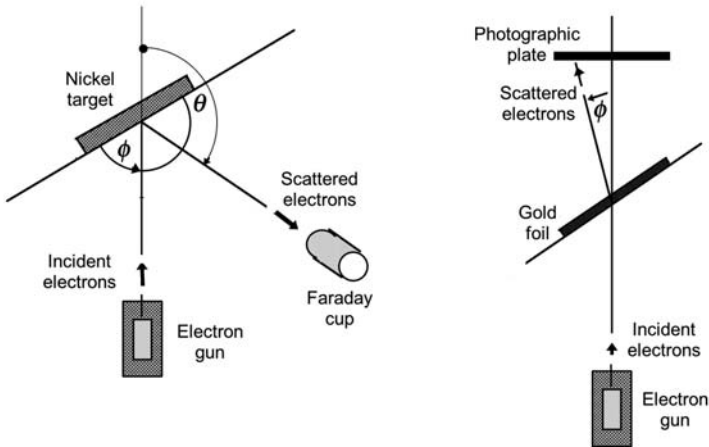 Nickel
target
θ
ϕ
Scattered
electrons
Incident
electrons
Faraday
cup
Electron
gun
Photographic
plate
Scattered
electrons
ϕ
Gold
foil
Incident
electrons
Electron
gun